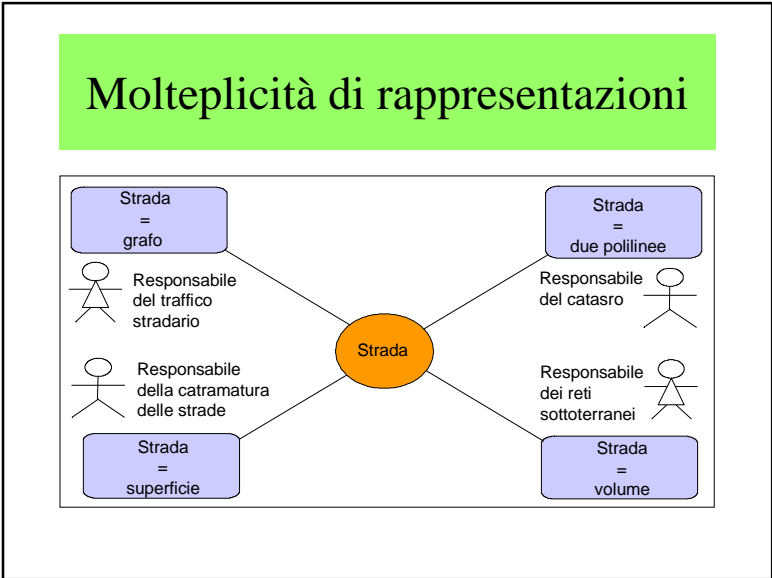 Molteplicità di rappresentazioni
Strada
=
grafo
Strada
=
due polilinee
Responsabile
del traffico
stradario
Responsabile
del catasro
Strada
Responsabile
della catramatura
delle strade
Responsabile
dei reti
sottoterranei
Strada
=
superficie
Strada
=
volume